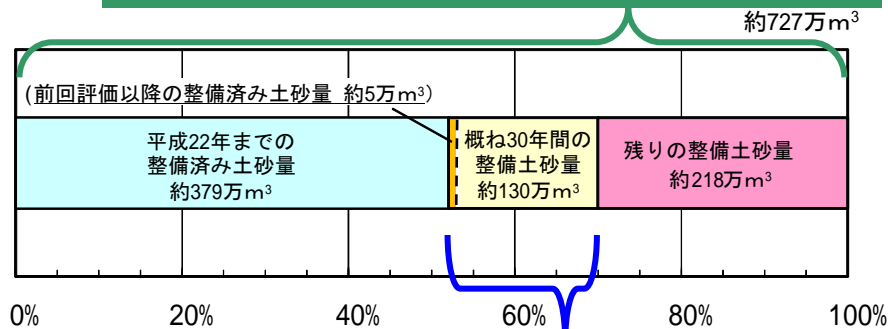 約727万m³
(前回評価以降の整備済み土砂量 約5万m³)
平成22年までの
整備済み土砂量
約379万m³
概ね30年間の
整備土砂量
約130万m³
残りの整備土砂量
約218万m³
0% 20% 40% 60% 80% 100%